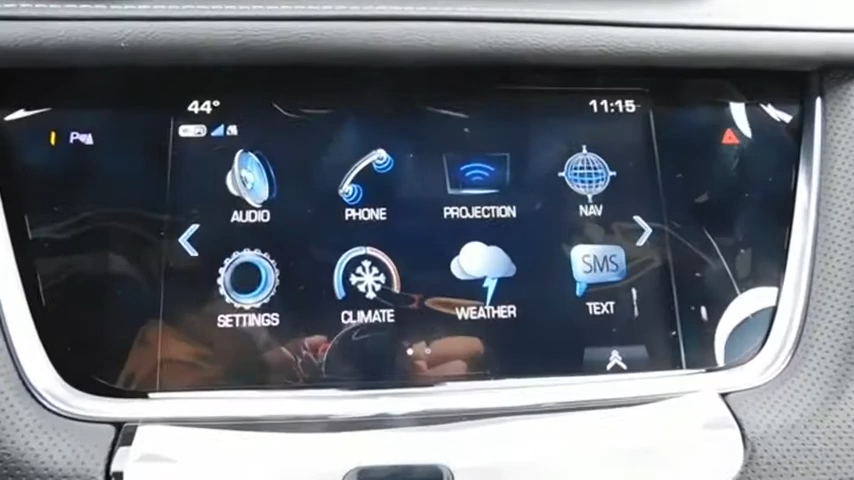 44°
11:15
P
AUDIO
PHONE
PROJECTION
NAV
SETTINGS
CLIMATE
WEATHER
SMS
TEXT